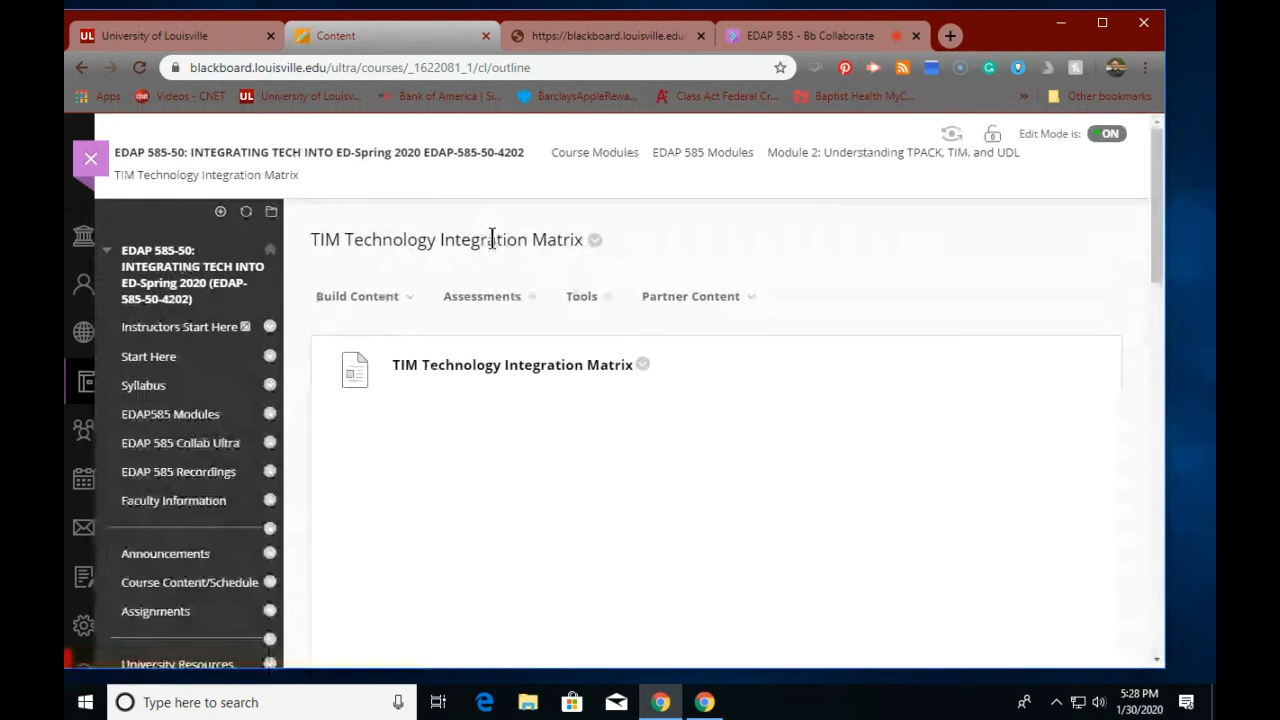 University of Louisville
Content
https://blackboard.louisville.edu/
EDAP 585 - Bb Collaborate
blackboard.louisville.edu/ultra/courses/_1622081_1/cl/outline
Apps
Videos - CNET
University of Louisv...
Bank of America | Si...
BarclaysAppleRewa...
Class Act Federal Cr...
Baptist Health MyC...
»
Other bookmarks
Edit Mode is: ON
EDAP 585-50: INTEGRATING TECH INTO ED-Spring 2020 EDAP-585-50-4202
Course Modules
EDAP 585 Modules
Module 2: Understanding TPACK, TIM, and UDL
TIM Technology Integration Matrix
EDAP 585-50:
INTEGRATING TECH INTO
ED-Spring 2020 (EDAP-
585-50-4202)
Instructors Start Here
Start Here
Syllabus
EDAP585 Modules
EDAP 585 Collab Ultra
EDAP 585 Recordings
Faculty Information
Announcements
Course Content/Schedule
Assignments
University Resources
TIM Technology Integration Matrix
Build Content
Assessments
Tools
Partner Content
TIM Technology Integration Matrix
Type here to search
5:28 PM
1/30/2020